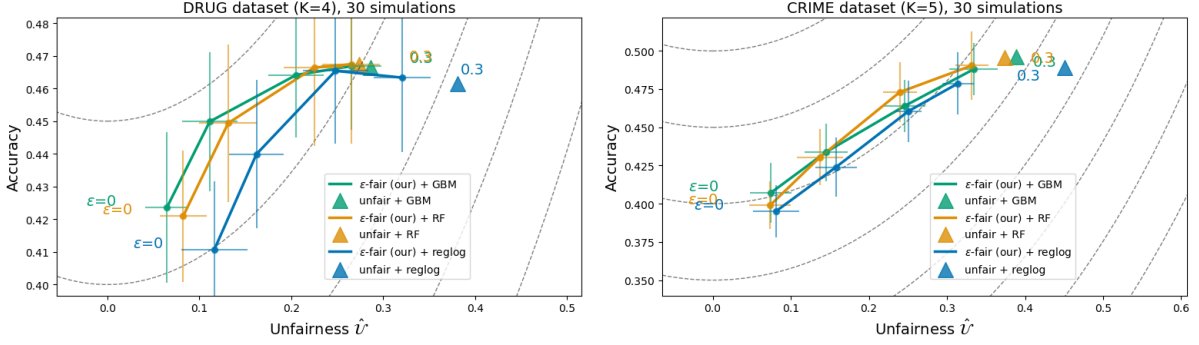 DRUG dataset (K=4), 30 simulations
Accuracy
0.48
0.47
0.46
0.45
0.44
0.43
0.42
0.41
0.40
0.3
0.3
0.3
ε=0
ε=0
ε=0
ε-fair (our) + GBM
unfair + GBM
ε-fair (our) + RF
unfair + RF
ε-fair (our) + reglog
unfair + reglog
0.0 0.1 0.2 0.3 0.4 0.5
Unfairness 𝒰̂
CRIME dataset (K=5), 30 simulations
Accuracy
0.500
0.475
0.450
0.425
0.400
0.375
0.350
0.3
0.3
0.3
ε=0
ε=0
ε=0
ε-fair (our) + GBM
unfair + GBM
ε-fair (our) + RF
unfair + RF
ε-fair (our) + reglog
unfair + reglog
0.0 0.1 0.2 0.3 0.4 0.5 0.6
Unfairness 𝒰̂